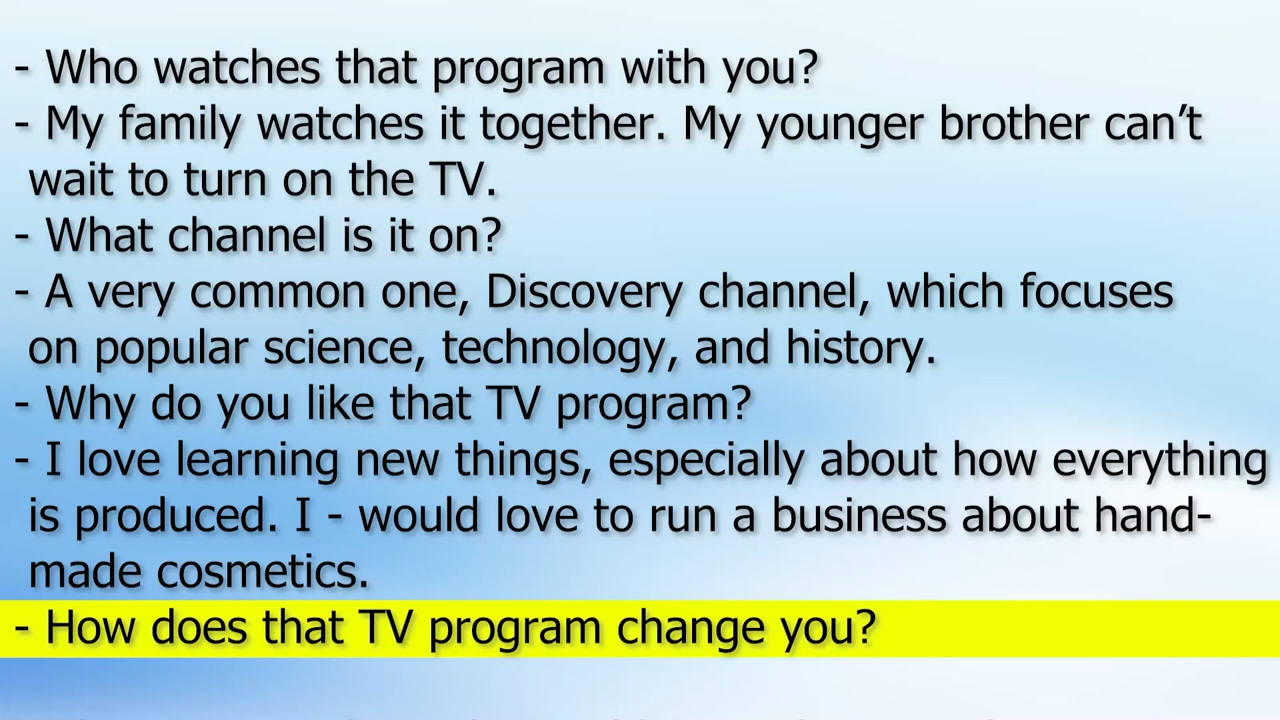 - Who watches that program with you?
- My family watches it together. My younger brother can’t
wait to turn on the TV.
- What channel is it on?
- A very common one, Discovery channel, which focuses
on popular science, technology, and history.
- Why do you like that TV program?
- I love learning new things, especially about how everything
is produced. I - would love to run a business about hand-
made cosmetics.
- How does that TV program change you?